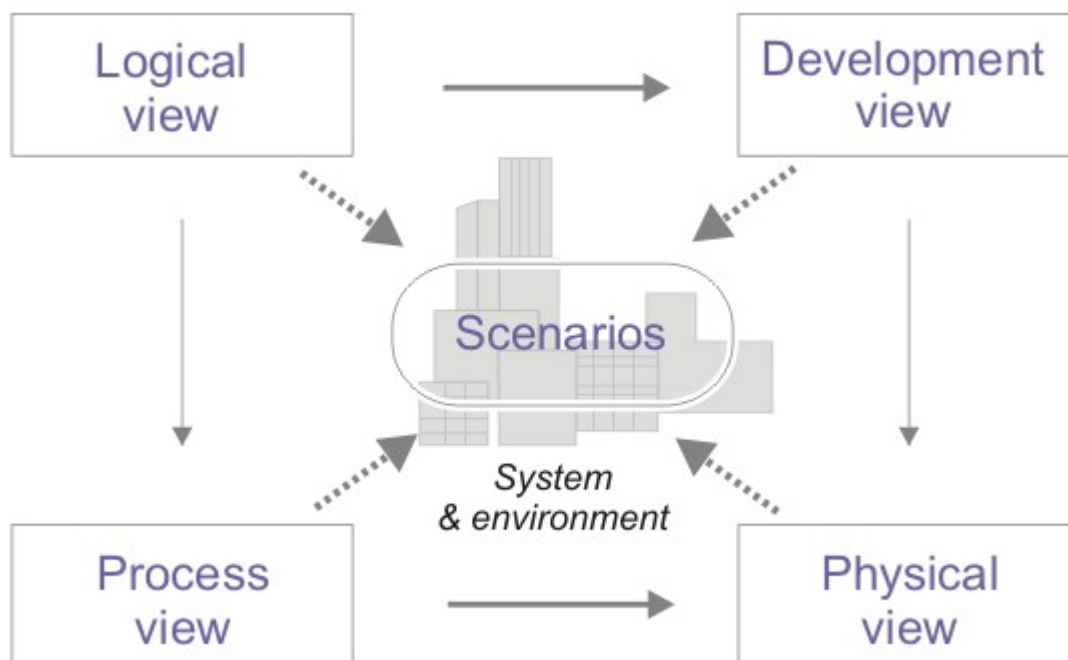 Logical
view
Development
view
Scenarios
System
& environment
Process
view
Physical
view